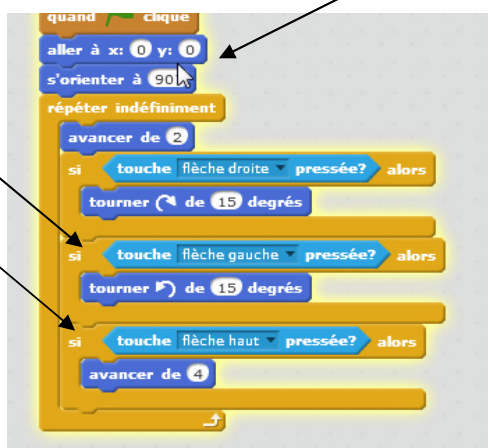 quand cliqué
aller à x: 0 y: 0
s'orienter à 90
répéter indéfiniment
avancer de 2
si touche flèche droite pressée? alors
tourner de 15 degrés
si touche flèche gauche pressée? alors
tourner de 15 degrés
si touche flèche haut pressée? alors
avancer de 4